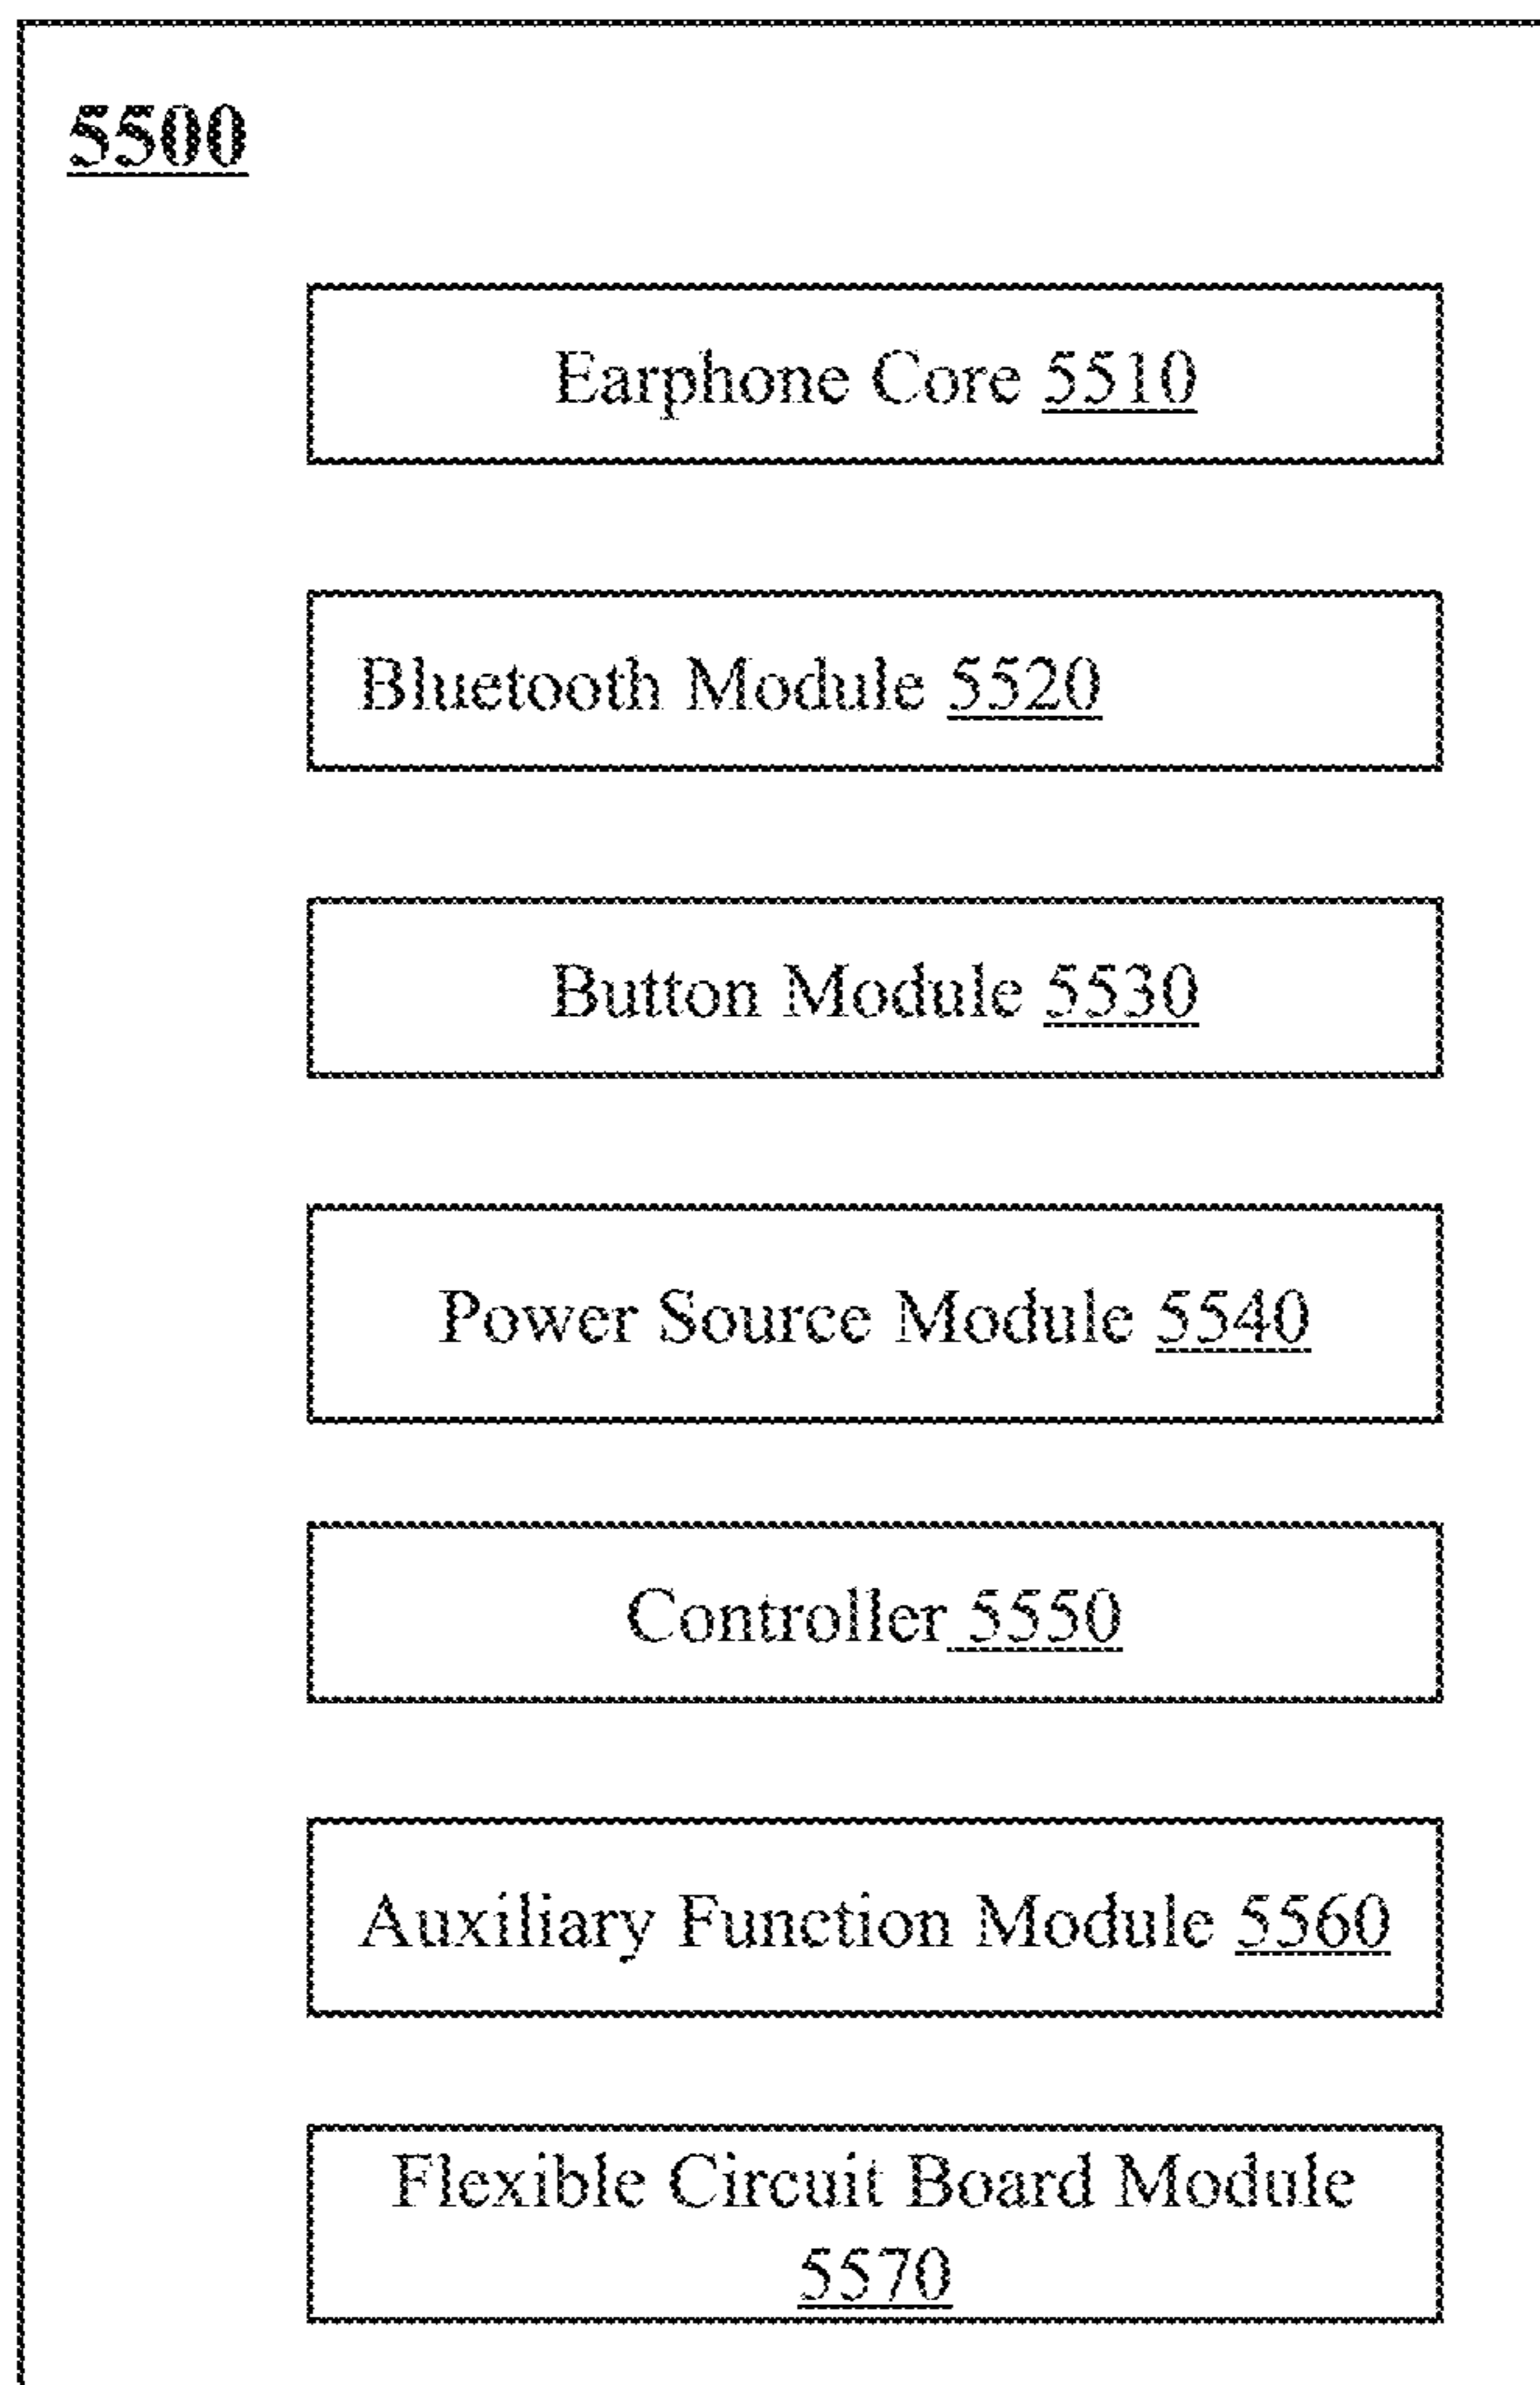 5500
Earphone Core 5510
Bluetooth Module 5520
Button Module 5530
Power Source Module 5540
Controller 5550
Auxiliary Function Module 5560
Flexible Circuit Board Module
5570